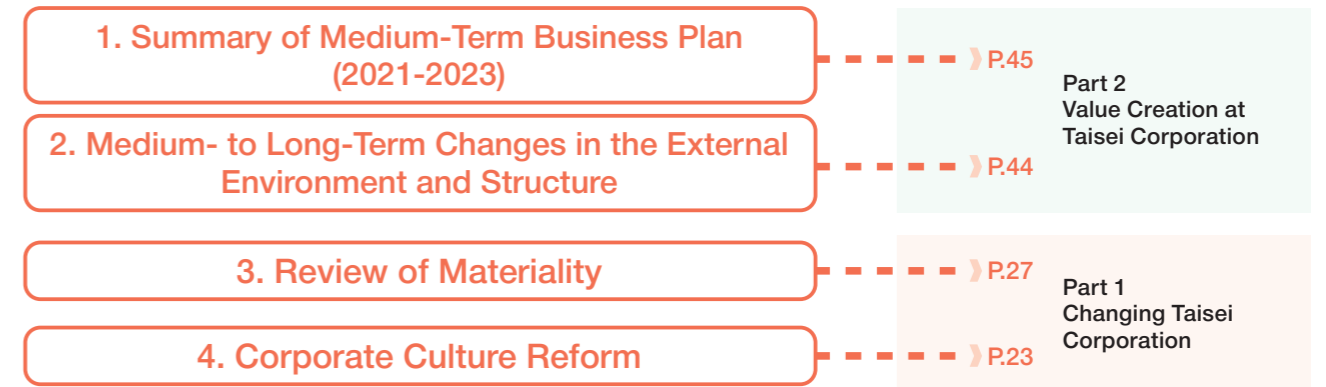 1. Summary of Medium-Term Business Plan
(2021-2023)
P.45
2. Medium- to Long-Term Changes in the External
Environment and Structure
P.44
Part 2
Value Creation at
Taisei Corporation
3. Review of Materiality
P.27
4. Corporate Culture Reform
P.23
Part 1
Changing Taisei
Corporation